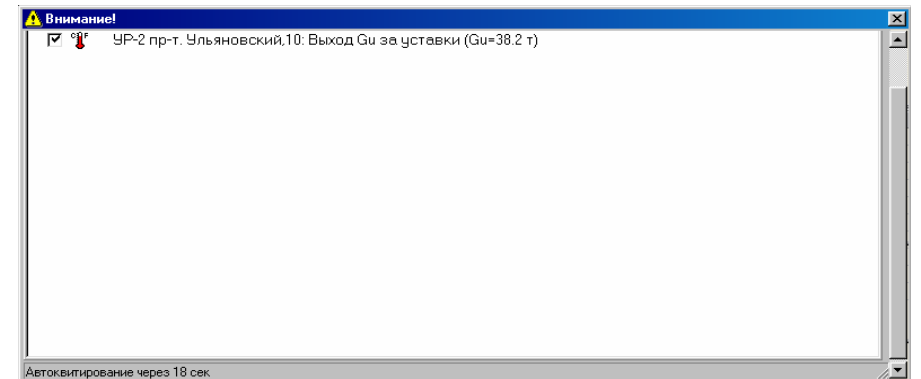 Внимание!
УР-2 пр-т. Ульяновский,10: Выход Gu за уставки (Gu=38.2 т)
Автоквитирование через 18 сек